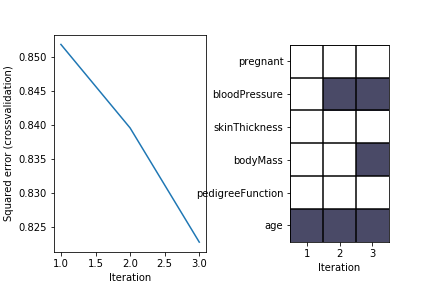 0.850
0.845
0.840
0.835
0.830
0.825
Squared error (crossvalidation)
1.0 1.5 2.0 2.5 3.0
Iteration
pregnant
bloodPressure
skinThickness
bodyMass
pedigreeFunction
age
1 2 3
Iteration